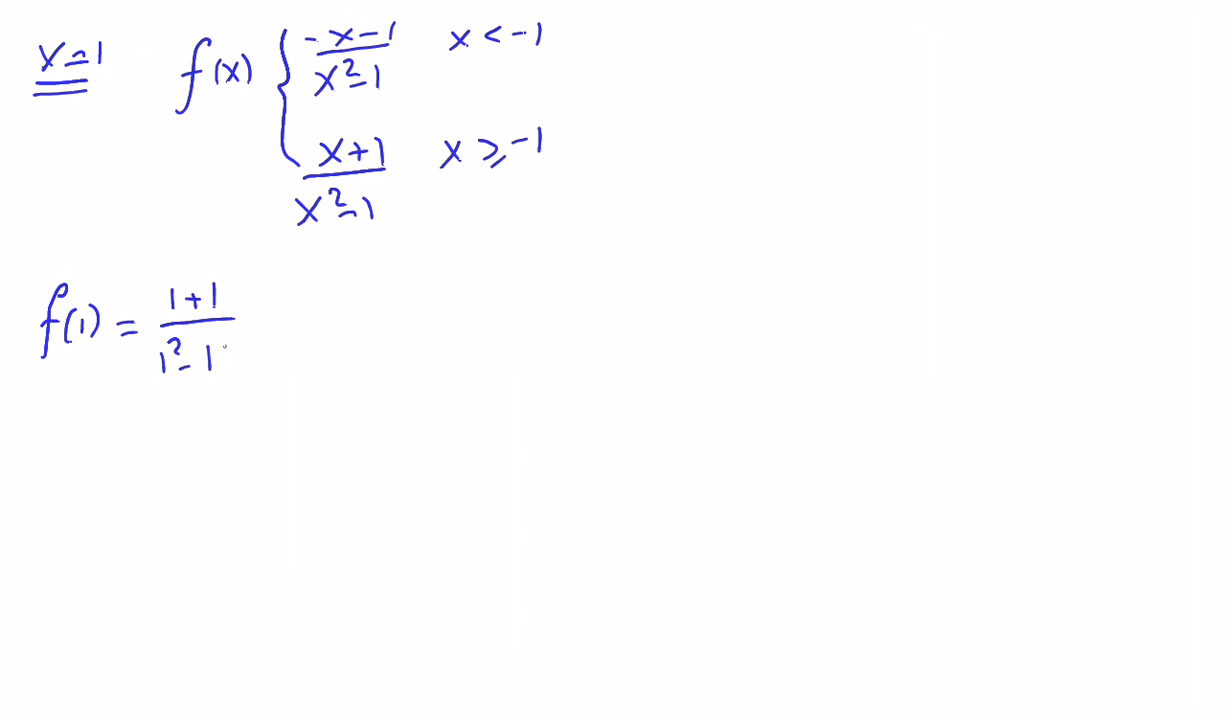 x=1 f(x) { (-x-1)/(x²-1) x < -1
(x+1)/(x²-1) x ≥ -1
f(1) = (1+1)/(1²-1)